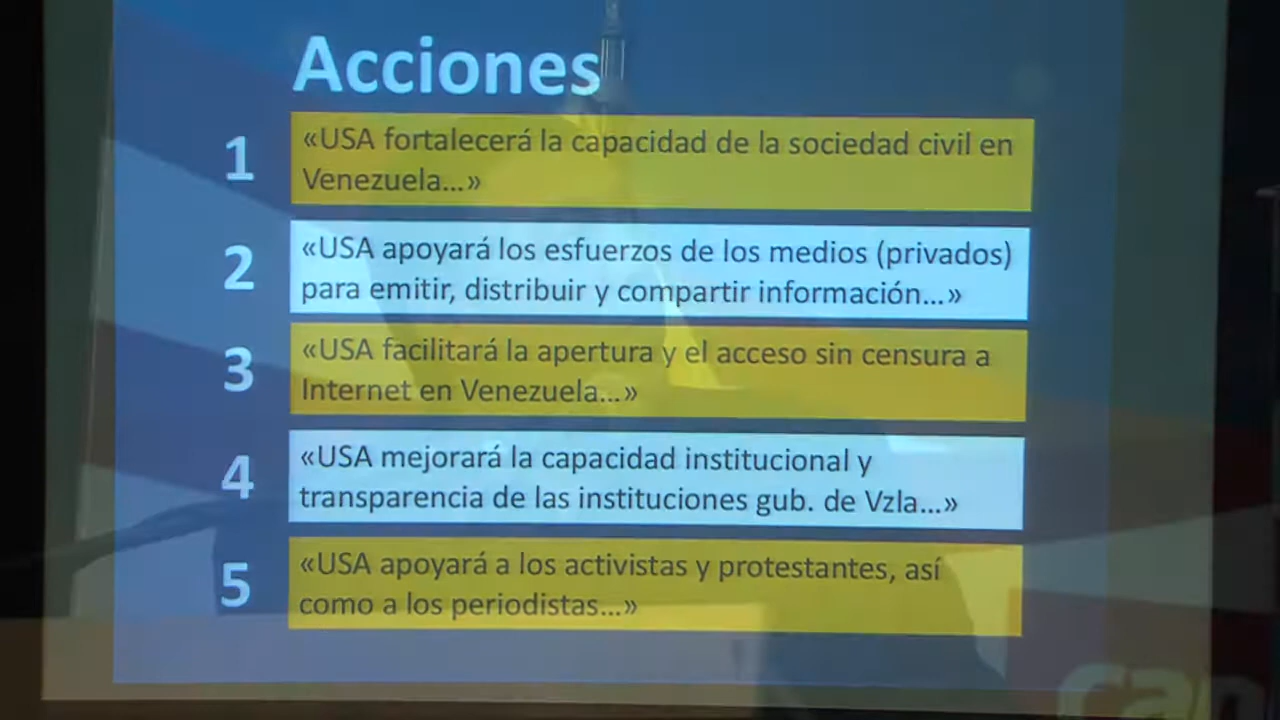 Acciones
1
«USA fortalecerá la capacidad de la sociedad civil en
Venezuela...»
2
«USA apoyará los esfuerzos de los medios (privados)
para emitir, distribuir y compartir información...»
3
«USA facilitará la apertura y el acceso sin censura a
Internet en Venezuela...»
4
«USA mejorará la capacidad institucional y
transparencia de las instituciones gub. de Vzla...»
5
«USA apoyará a los activistas y protestantes, así
como a los periodistas...»